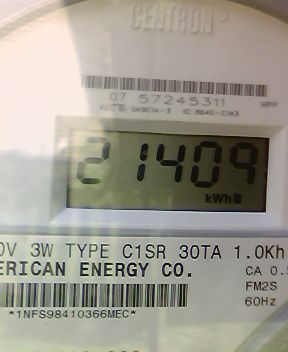 CENTRON
07 57245311
HPP
21409
kWh
0V 3W TYPE C1SR 30TA 1.0Kh
ERICAN ENERGY CO.
CA 0.
FM2S
60Hz
*1NFS98410366MEC*